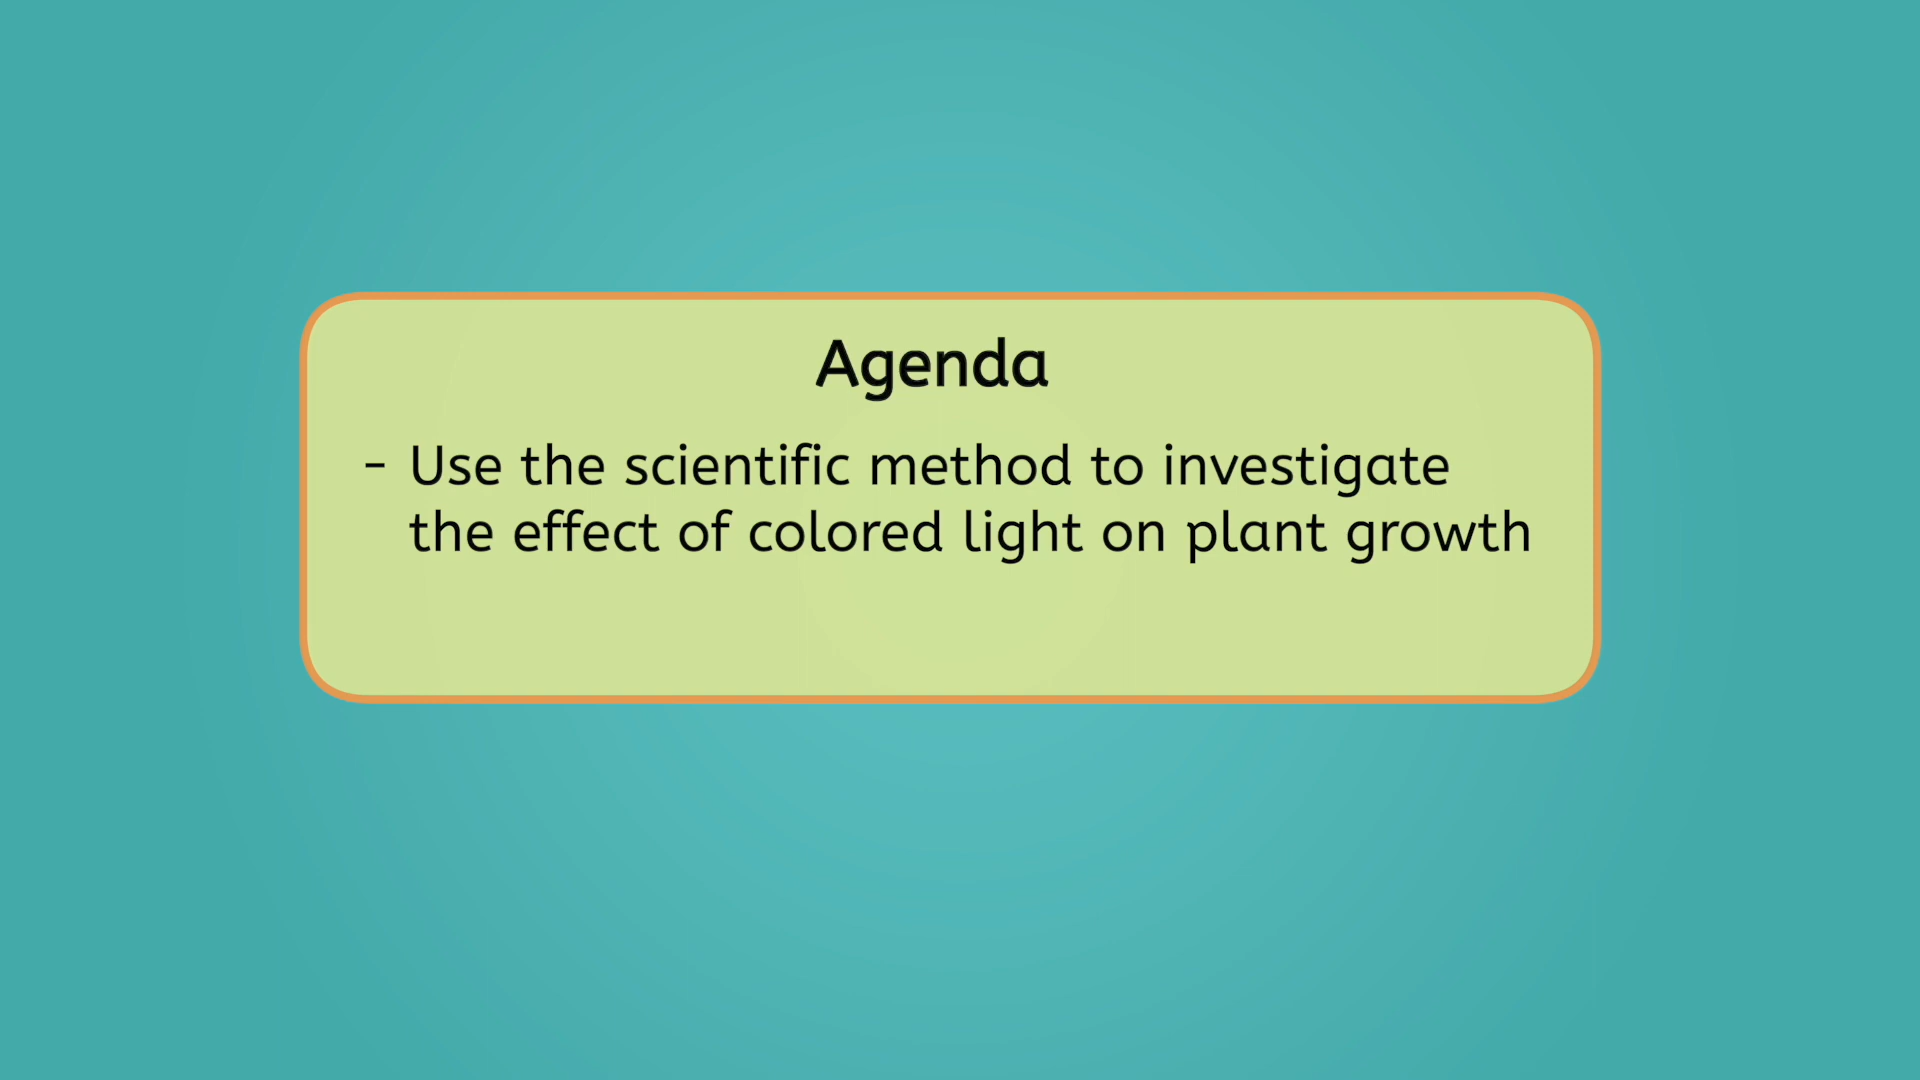 Agenda
- Use the scientific method to investigate
the effect of colored light on plant growth